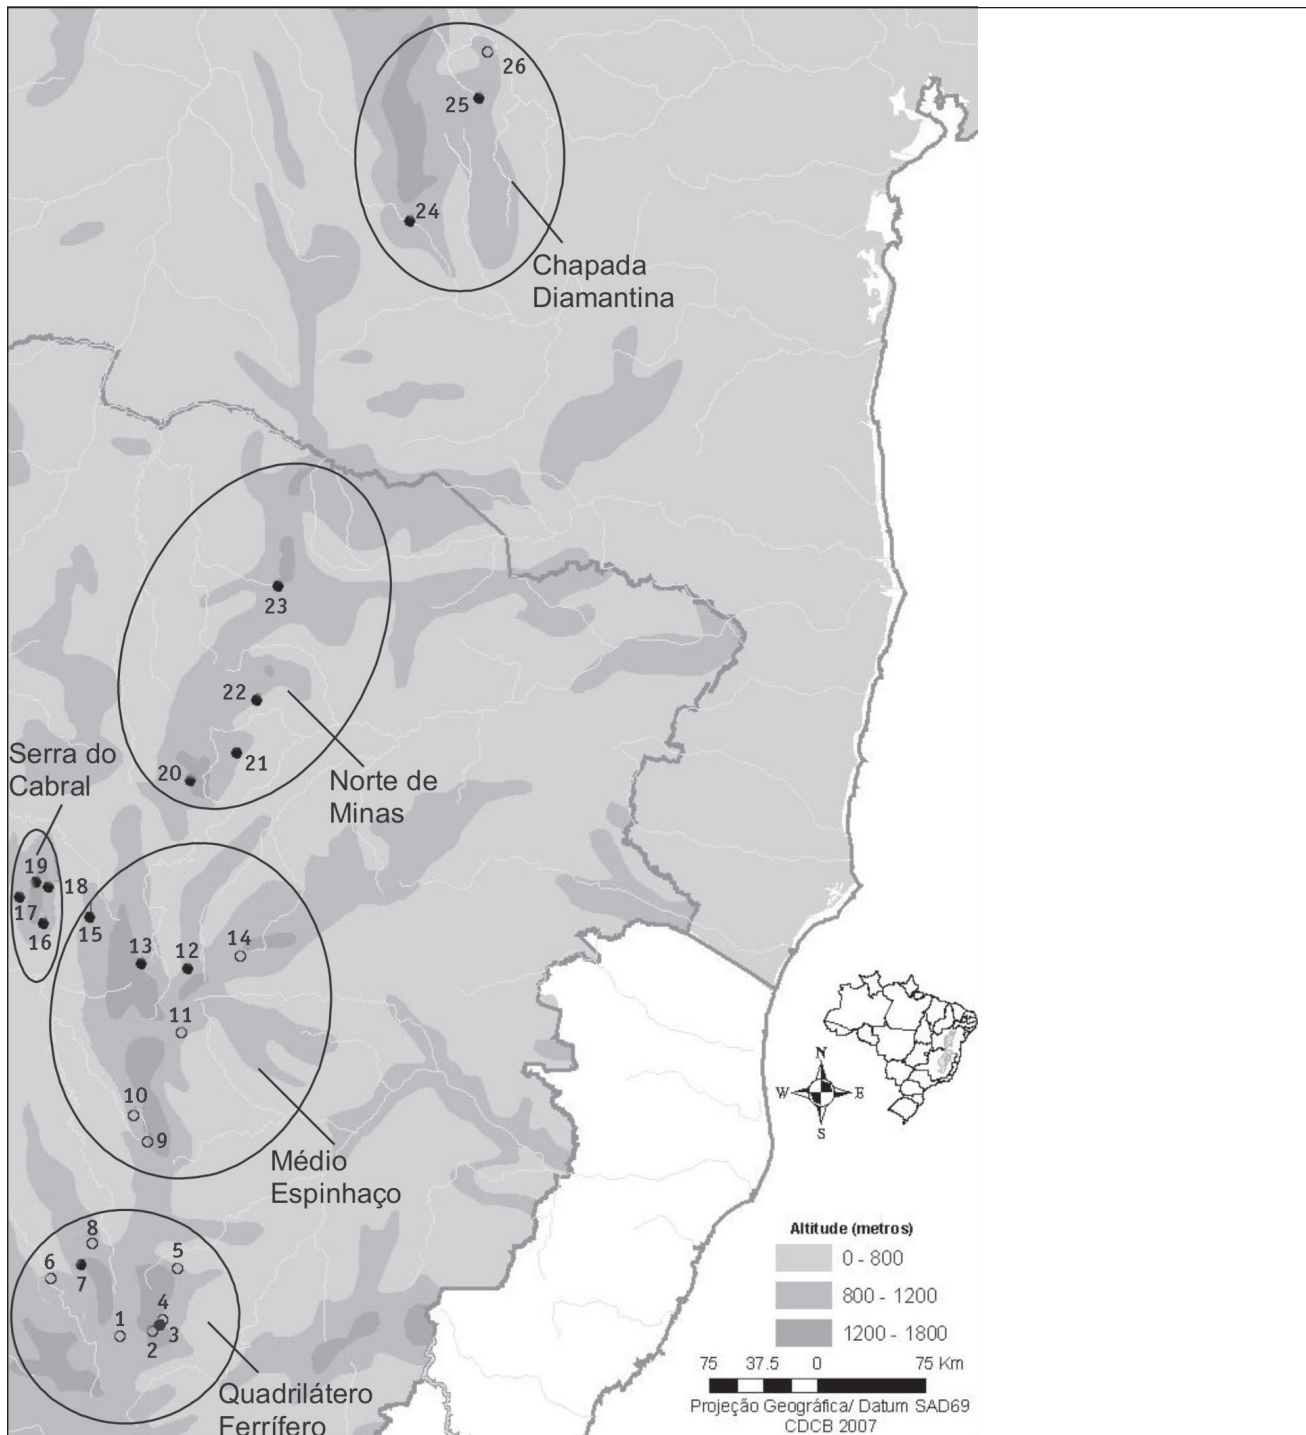 26
25
24
Chapada
Diamantina
23
22
21
20
Norte de
Minas
Serra do
Cabral
19
18
17
16
15
13
12
14
11
10
9
Médio
Espinhaço
8
6
5
7
4
1
3
2
Quadrilátero
Ferrífero
N
W
E
S
Altitude (metros)
0 - 800
800 - 1200
1200 - 1800
75 37.5 0 75 Km
Projeção Geográfica/ Datum SAD69
CDCB 2007